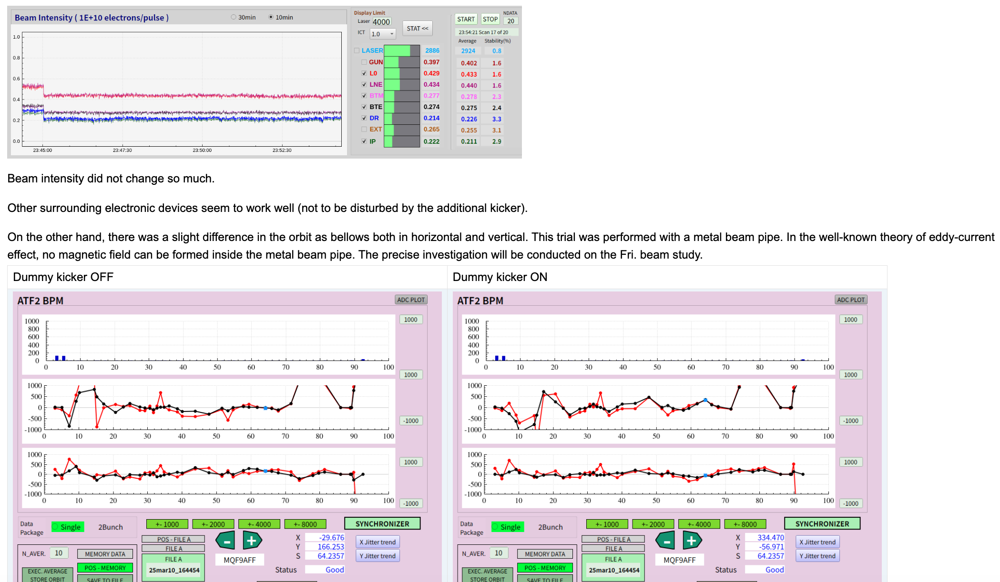 Beam Intensity ( 1E+10 electrons/pulse )
30min
10min
1.0
0.8
0.6
0.4
0.2
0.0
23:45:00 23:47:30 23:50:00 23:52:30
Display Limit
Laser 4000
ICT 1.0
STAT <<
START STOP
NDATA
20
23:54:21 Scan 17 of 20
Average Stability(%)
LASER 2886 2924 0.8
GUN 0.397 0.402 1.6
L0 0.429 0.433 1.6
LNE 0.434 0.440 1.6
BTM 0.277 0.278 2.3
BTE 0.274 0.275 2.4
DR 0.214 0.226 3.3
EXT 0.265 0.255 3.1
IP 0.222 0.211 2.9
Beam intensity did not change so much.
Other surrounding electronic devices seem to work well (not to be disturbed by the additional kicker).
On the other hand, there was a slight difference in the orbit as bellows both in horizontal and vertical. This trial was performed with a metal beam pipe. In the well-known theory of eddy-current
effect, no magnetic field can be formed inside the metal beam pipe. The precise investigation will be conducted on the Fri. beam study.
Dummy kicker OFF
ATF2 BPM
ADC PLOT
1000
800
600
400
200
0
0 10 20 30 40 50 60 70 80 90 100
1000
1000
1000
500
0
-500
-1000
0 10 20 30 40 50 60 70 80 90 100
-1000
1000
500
0
-500
-1000
0 10 20 30 40 50 60 70 80 90 100
1000
-1000
Data
Package
Single
2Bunch
+- 1000
+- 2000
+- 4000
+- 8000
SYNCHRONIZER
POS - FILE A
FILE A
- +
X -29.676
Y 166.253
S 64.2357
X Jitter trend
Y Jitter trend
N_AVER. 10
MEMORY DATA
FILE A
MQF9AFF
POS - MEMORY
25mar10_164454
Status Good
EXEC. AVERAGE
STORE ORBIT
SAVE TO FILE
Dummy kicker ON
ATF2 BPM
ADC PLOT
1000
800
600
400
200
0
0 10 20 30 40 50 60 70 80 90 100
1000
1000
1000
500
0
-500
-1000
0 10 20 30 40 50 60 70 80 90 100
-1000
1000
500
0
-500
-1000
0 10 20 30 40 50 60 70 80 90 100
1000
-1000
Data
Package
Single
2Bunch
+- 1000
+- 2000
+- 4000
+- 8000
SYNCHRONIZER
POS - FILE A
FILE A
- +
X 334.470
Y -56.971
S 64.2357
X Jitter trend
Y Jitter trend
N_AVER. 10
MEMORY DATA
FILE A
MQF9AFF
POS - MEMORY
25mar10_164454
Status Good
EXEC. AVERAGE
STORE ORBIT
SAVE TO FILE